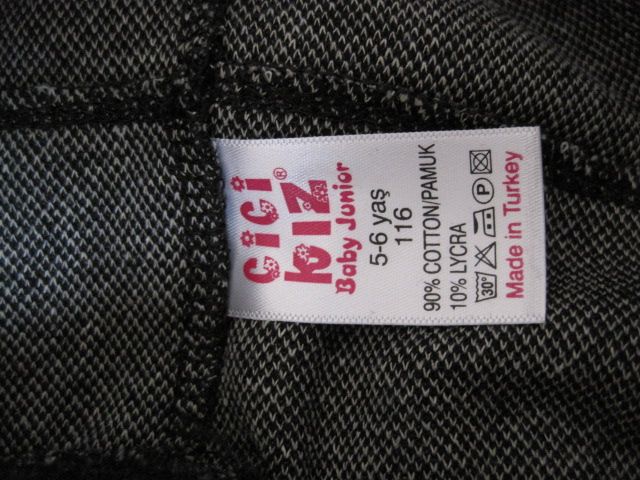 cici
kız®
Baby Junior
5-6 yaş
116
90% COTTON/PAMUK
10% LYCRA
30° P
Made in Turkey